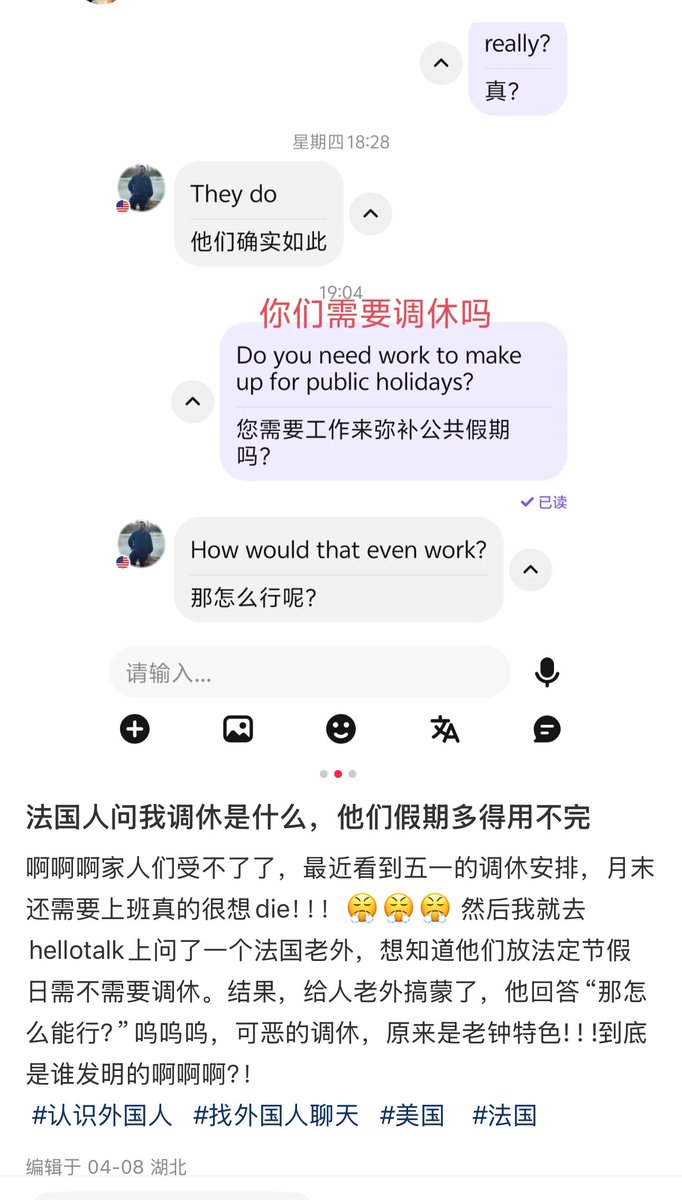 really?
真?
星期四18:28
They do
他们确实如此
19:04
你们需要调休吗
Do you need work to make
up for public holidays?
您需要工作来弥补公共假期
吗?
已读
How would that even work?
那怎么行呢?
请输入...
法国人问我调休是什么，他们假期多得用不完
啊啊啊家人们受不了了，最近看到五一的调休安排，月末
还需要上班真的很想die！！！😤😤😤然后我就去
hellotalk上问了一个法国老外，想知道他们放法定节假
日需不需要调休。结果，给人老外搞蒙了，他回答“那怎
么能行?”呜呜呜，可恶的调休，原来是老钟特色！！！到底
是谁发明的啊啊啊?！
#认识外国人 #找外国人聊天 #美国 #法国
编辑于 04-08 湖北